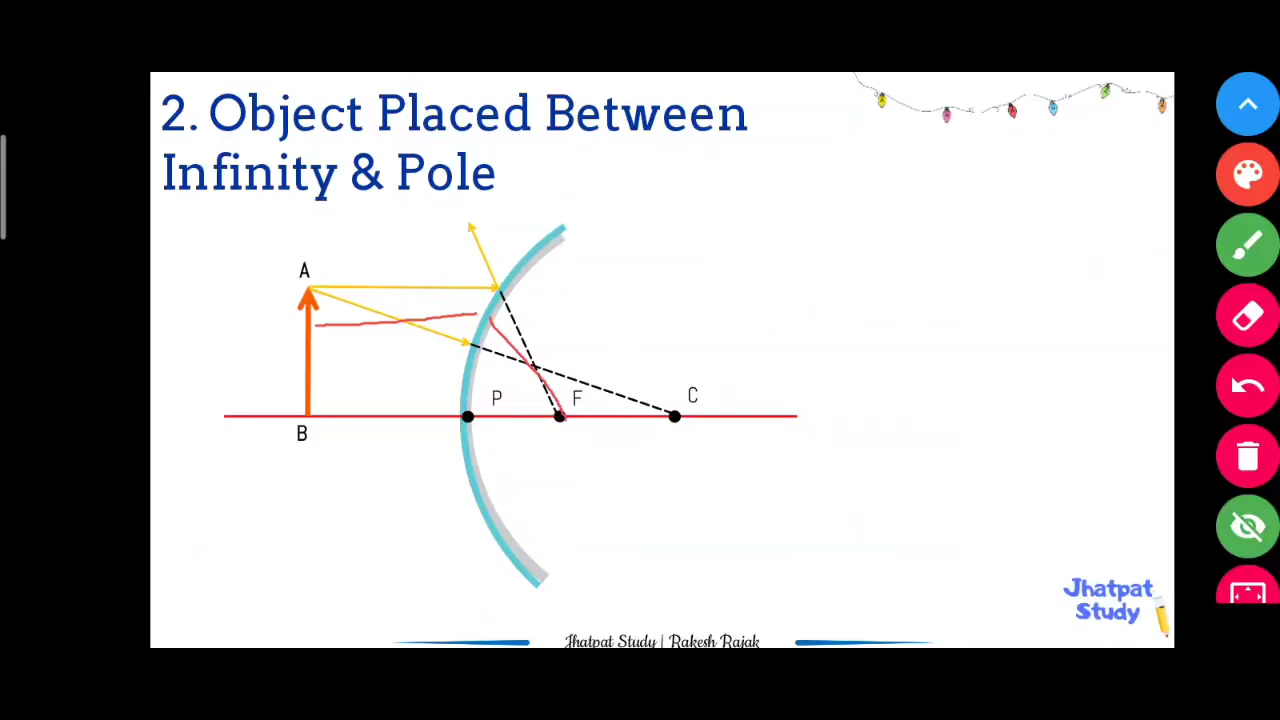 2. Object Placed Between
Infinity & Pole
A
P
F
C
B
Jhatpat
Study
Jhatpat Study | Rakesh Rajak